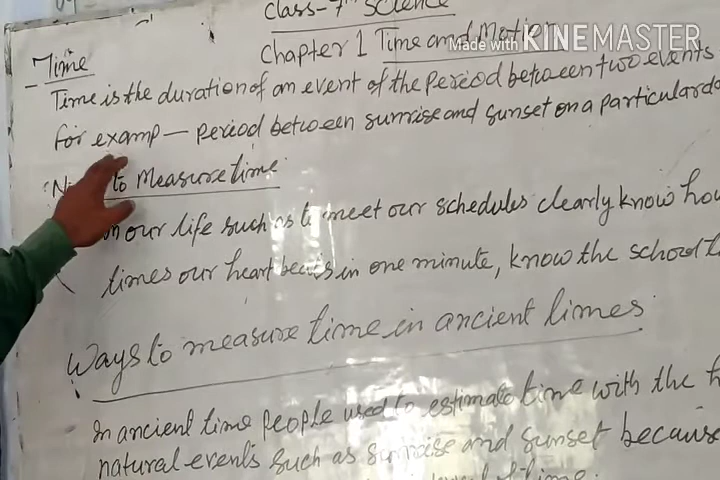 Class-7th Science
Chapter 1 Time and Motion
Made with KINEMASTER
Time
Time is the duration of an event of the period between two events
for examp — period between sunrise and sunset on a particular
to Measure time
in our life such as to meet our schedules clearly know
times our heart beats in one minute, know the school
Ways to measure time in ancient times
In ancient time people used to estimate time with the
natural events such as sunrise and sunset because
of time.